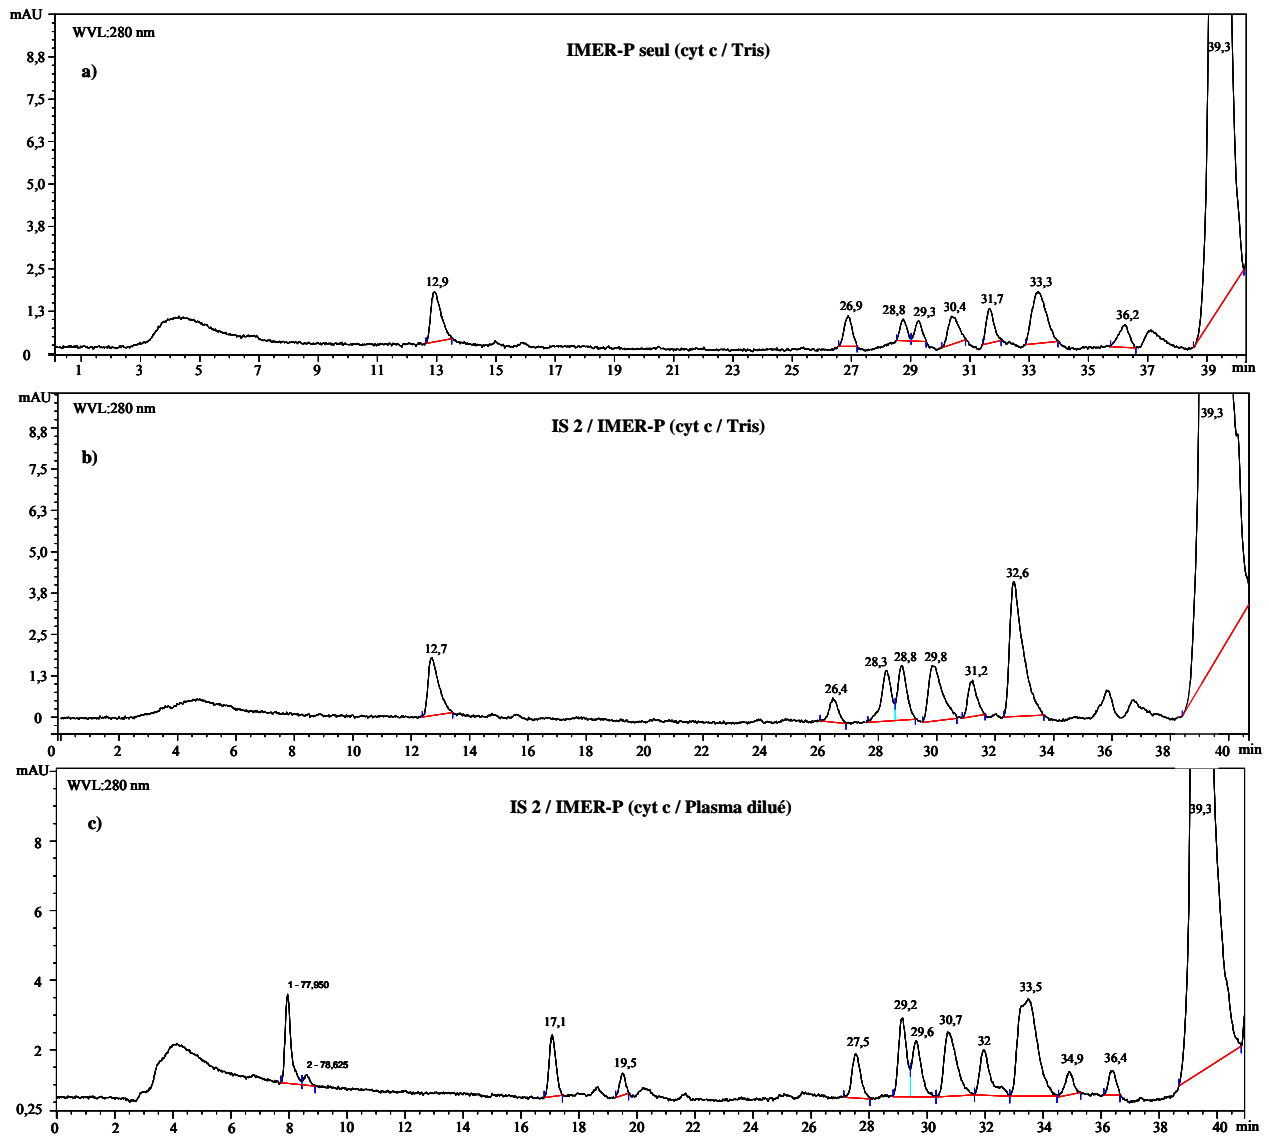 mAU
WVL:280 nm
IMER-P seul (cyt c / Tris)
a)
39,3
8,8
7,5
6,3
5,0
3,8
2,5
1,3
0
12,9
26,9
28,8
29,3
30,4
31,7
33,3
36,2
1 3 5 7 9 11 13 15 17 19 21 23 25 27 29 31 33 35 37 39 min
mAU
WVL:280 nm
IS 2 / IMER-P (cyt c / Tris)
b)
39,3
8,8
7,5
6,3
5,0
3,8
2,5
1,3
0
12,7
26,4
28,3
28,8
29,8
31,2
32,6
0 2 4 6 8 10 12 14 16 18 20 22 24 26 28 30 32 34 36 38 40 min
mAU
WVL:280 nm
IS 2 / IMER-P (cyt c / Plasma dilué)
c)
39,3
8
6
4
2
0,25
1 - 77,950
2 - 78,625
17,1
19,5
27,5
29,2
29,6
30,7
32
33,5
34,9
36,4
0 2 4 6 8 10 12 14 16 18 20 22 24 26 28 30 32 34 36 38 40 min